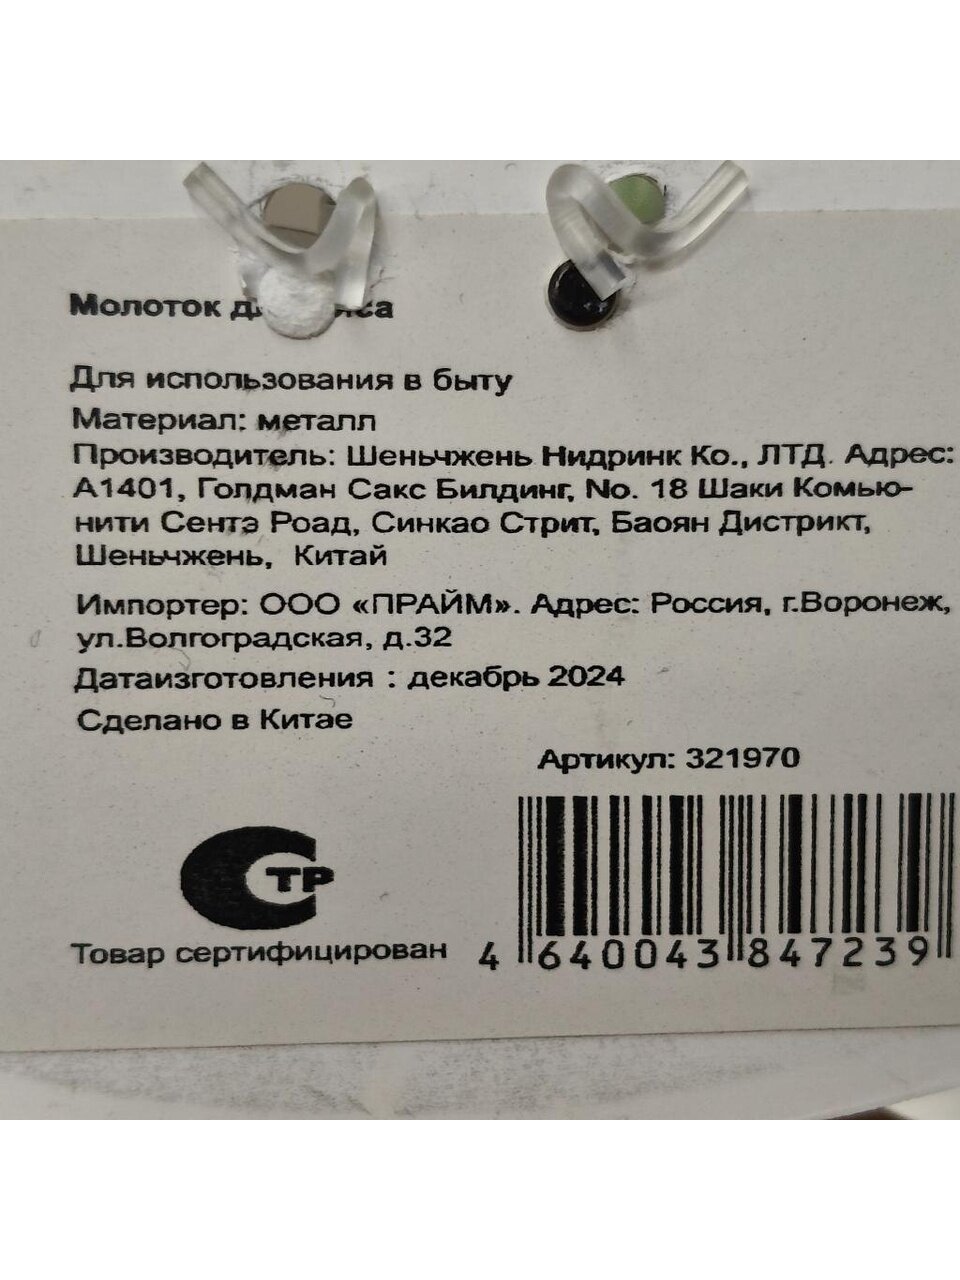 Молоток
Для использования в быту
Материал: металл
Производитель: Шеньчжень Нидринк Ко., ЛТД. Адрес:
А1401, Голдман Сакс Билдинг, No. 18 Шаки Комью-
нити Сентэ Роад, Синкао Стрит, Баоян Дистрикт,
Шеньчжень, Китай
Импортер: ООО «ПРАЙМ». Адрес: Россия, г.Воронеж,
ул.Волгоградская, д.32
Датаизготовления : декабрь 2024
Сделано в Китае
Артикул: 321970
ТР
Товар сертифицирован
4 640043 847239